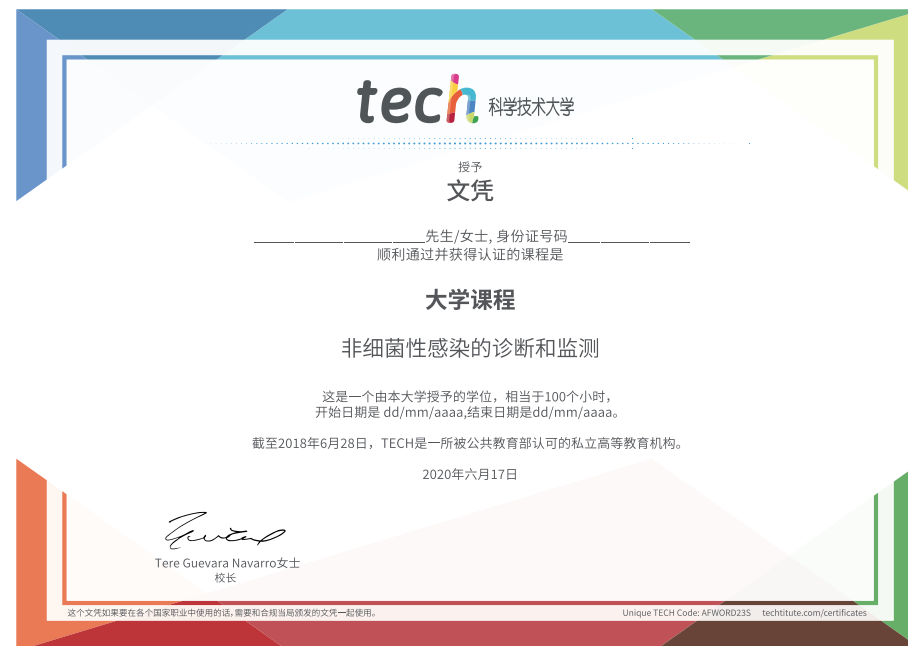 tech 科学技术大学
授予
文凭
______________________先生/女士, 身份证号码_______________
顺利通过并获得认证的课程是
大学课程
非细菌性感染的诊断和监测
这是一个由本大学授予的学位，相当于100个小时，
开始日期是 dd/mm/aaaa,结束日期是dd/mm/aaaa。
截至2018年6月28日，TECH是一所被公共教育部认可的私立高等教育机构。
2020年六月17日
Tere Guevara Navarro女士
校长
这个文凭如果要在各个国家职业中使用的话,需要和合规当局颁发的文凭一起使用。
Unique TECH Code: AFWORD23S techtitute.com/certificates